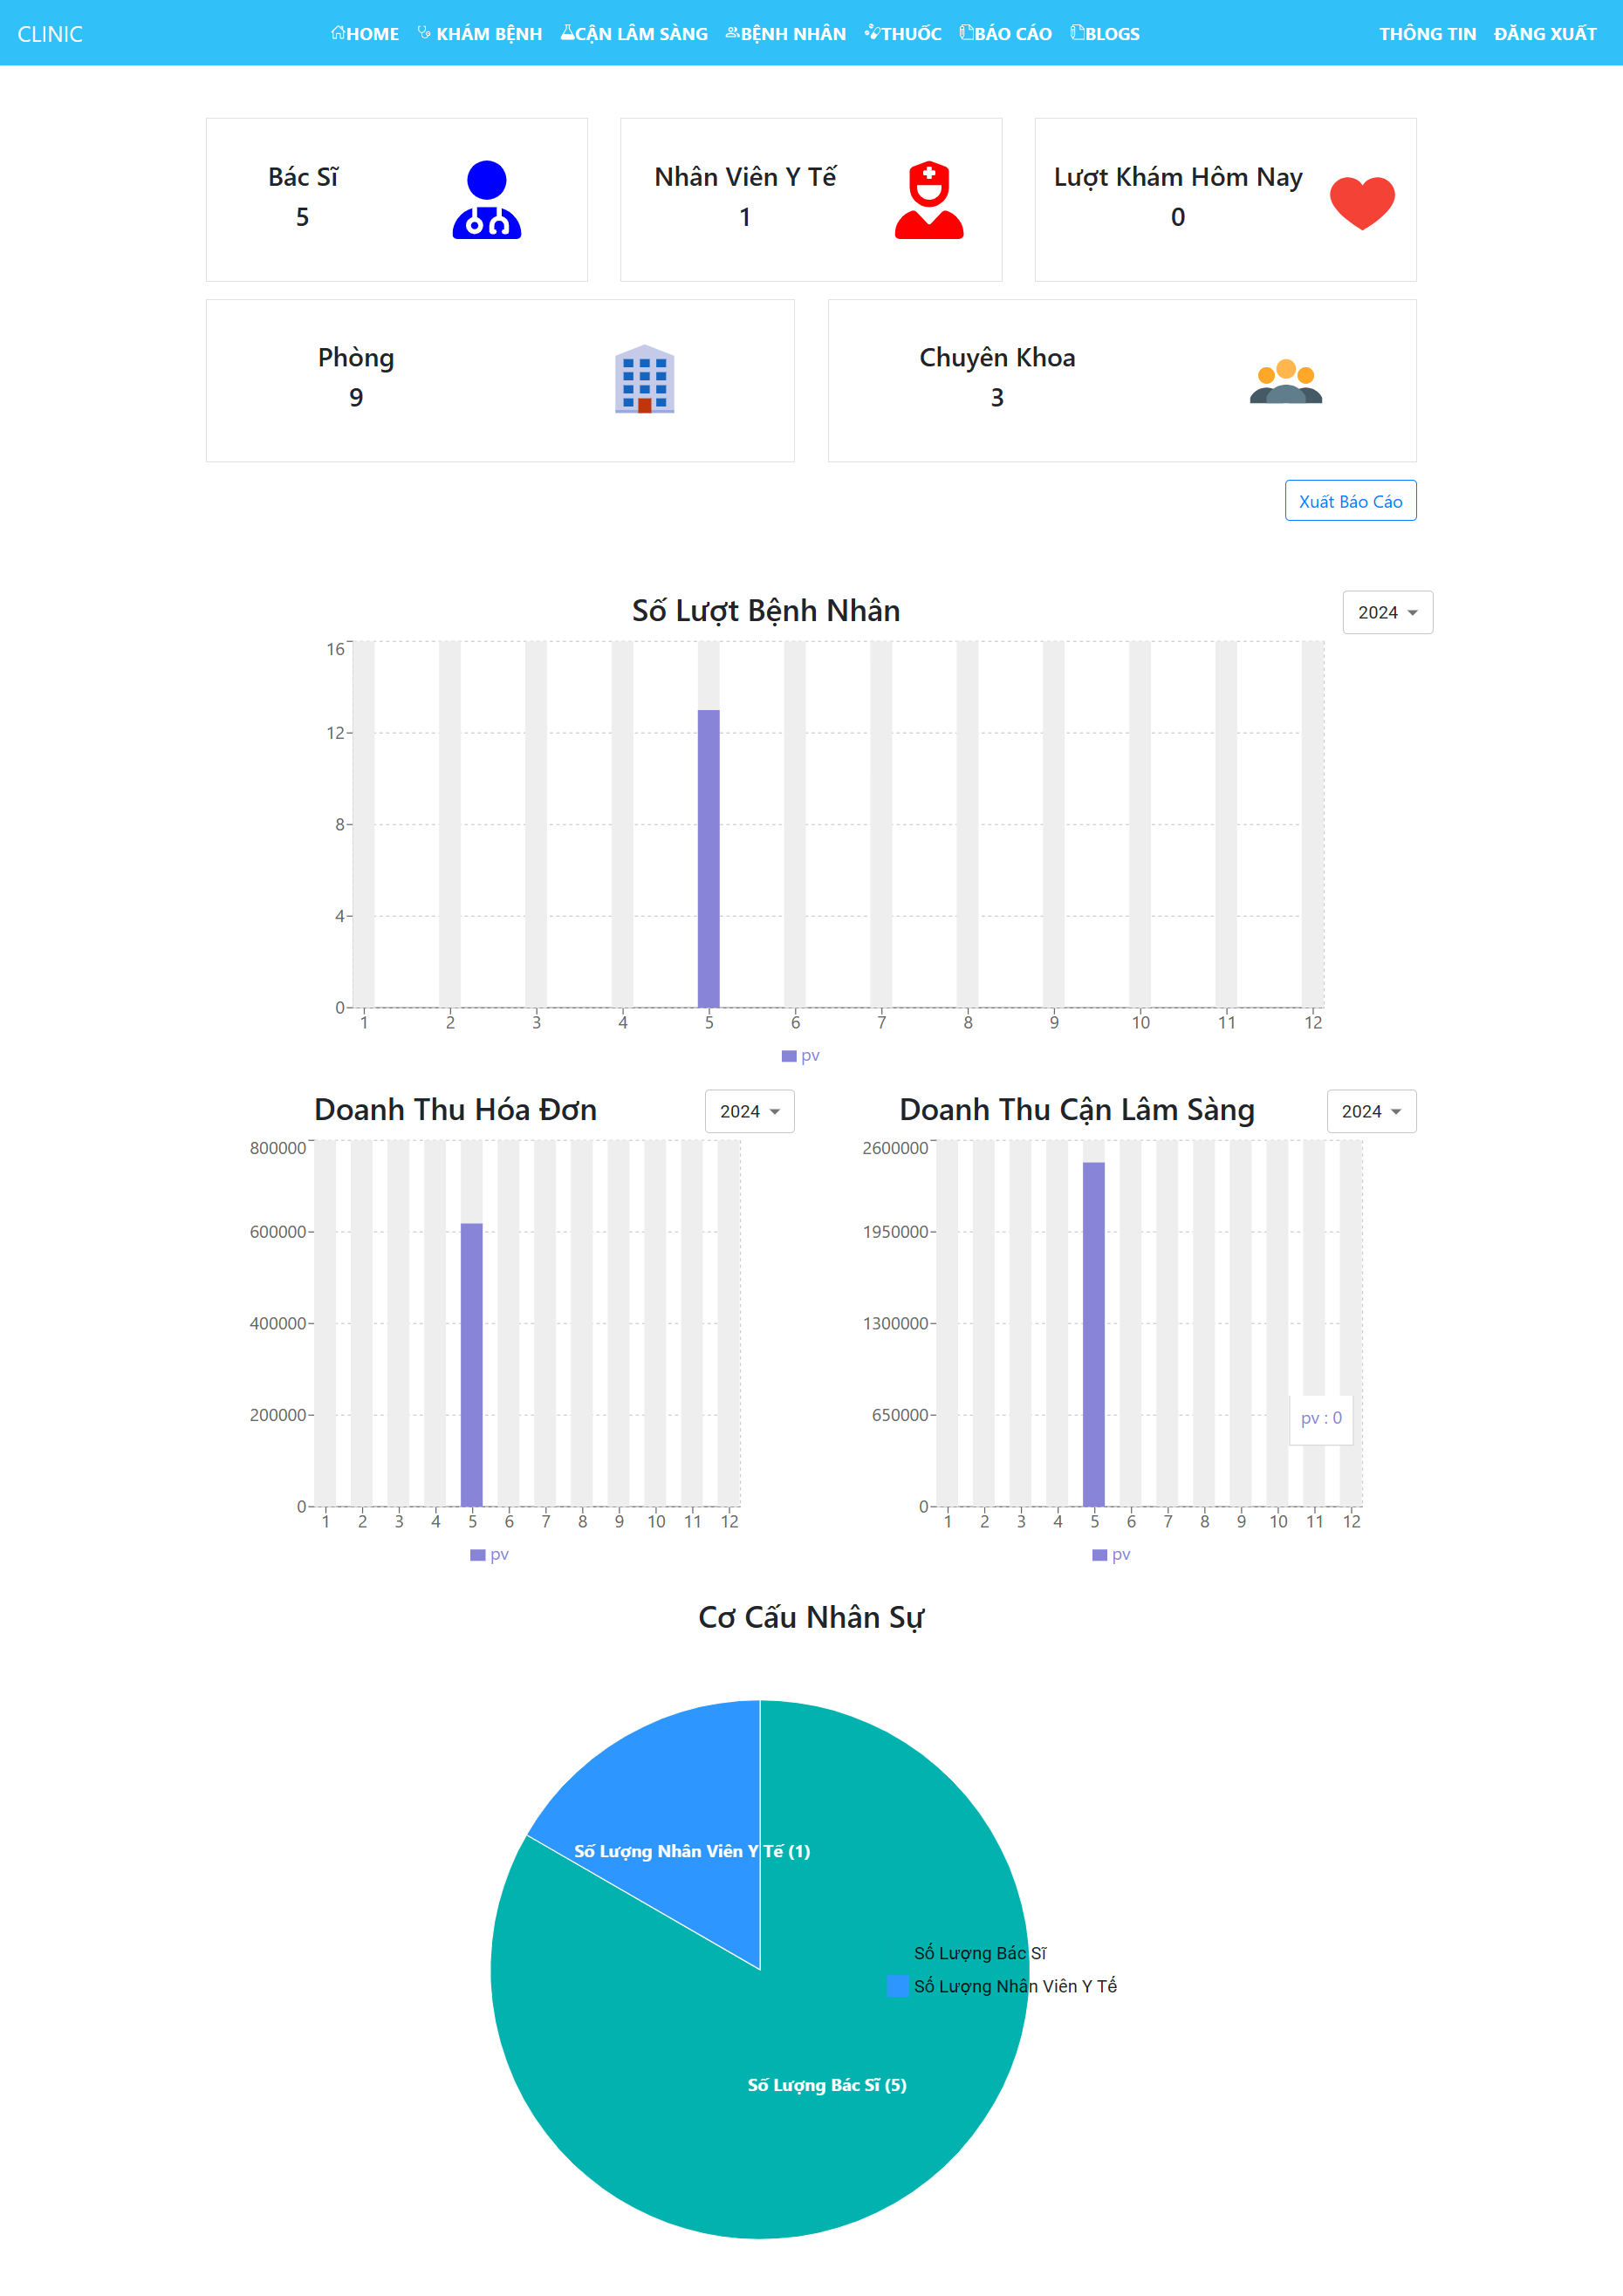 CLINIC HOME KHÁM BỆNH CẬN LÂM SÀNG BỆNH NHÂN THUỐC BÁO CÁO BLOGS THÔNG TIN ĐĂNG XUẤT
Bác Sĩ
5
Nhân Viên Y Tế
1
Lượt Khám Hôm Nay
0
Phòng
9
Chuyên Khoa
3
Xuất Báo Cáo
Số Lượt Bệnh Nhân
2024
16
12
8
4
0
1 2 3 4 5 6 7 8 9 10 11 12
pv
Doanh Thu Hóa Đơn
2024
800000
600000
400000
200000
0
1 2 3 4 5 6 7 8 9 10 11 12
pv
Doanh Thu Cận Lâm Sàng
2024
2600000
1950000
1300000
650000
0
pv : 0
1 2 3 4 5 6 7 8 9 10 11 12
pv
Cơ Cấu Nhân Sự
Số Lượng Nhân Viên Y Tế (1)
Số Lượng Bác Sĩ
Số Lượng Nhân Viên Y Tế
Số Lượng Bác Sĩ (5)